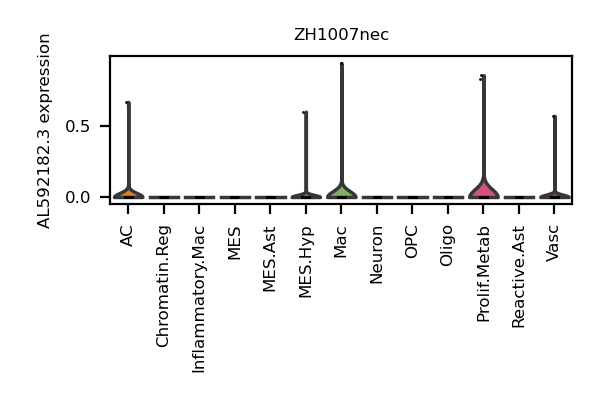 ZH1007nec
AL592182.3 expression
0.5
0.0
AC
Chromatin.Reg
Inflammatory.Mac
MES
MES.Ast
MES.Hyp
Mac
Neuron
OPC
Oligo
Prolif.Metab
Reactive.Ast
Vasc